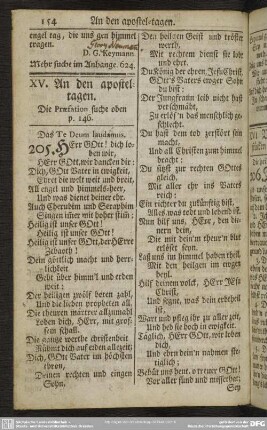 154 An den apostel-tagen.
engel tag, die uns gen himmel
tragen.
D. G. Keymann.
Mehr suche im Anhange. 624.
XV. An den apostel-
tagen.
Die Præfation suche oben
p. 146.
Das Te Deum laudamus.
205. HErr GOtt! dich lo-
ben wir,
HErr GOtt, wir dancken dir:
Dich, GOtt Vater in ewigkeit,
Ehret die welt weit und breit,
All engel und himmels-heer,
Und was dienet deiner ehr.
Auch Cherubim und Seraphim
Singen immer mit hoher stim:
Heilig ist unser GOtt!
Heilig ist unser GOtt!
Heilig ist unser GOtt, der HErre
Zebaoth!
Dein göttlich macht und herr-
lichkeit
Geht über himm'l und erden
weit:
Der heiligen zwölf boten zahl,
Und die lieben propheten all,
Die theuren märtrer allzumahl
Loben dich, HErr, mit gros-
sem schall.
Die gantze werthe christenheit
Rühmt dich auf erden allezeit
Dich, GOtt Vater im höchsten
thron,
Deinen rechten und eingen
Sohn,
Den heilgen Geist und tröster
werth,
Mit rechtem dienst sie lobt
und ehrt.
Du König der ehren, JEsu Christ,
GOtt's Vaters ewger Sohn
du bist:
Der Jungfrauen leib nicht hast
verschmäht,
Zu erlös'n das menschlich ge-
schlecht.
Du hast dem tod zerstört sein
macht,
Und all Christen zum himmel
bracht:
Du sitzst zur rechten GOttes
gleich,
Mit aller ehr ins Vaters
reich:
Ein richter du zukünftig bist,
Alles, was todt und lebend ist.
Nun hilf uns, HErr, den die-
nern dein,
Die mit dein'm theur'n blut
erlöset seyn.
Laß uns im himmel haben theil
Mit den heilgen im ewgen
heil.
Hilf deinem volck, HErr JEsu
Christ,
Und segne, was dein erbtheil
ist.
Wart und pfleg ihr zu aller zeit,
Und heb sie hoch in ewigkeit.
Täglich, HErr GOtt, wir loben
dich,
Und ehrn dein'n nahmen ste-
tiglich;
Behüt uns heut, o treuer GOtt!
Vor aller sünd und missethat:
Sey